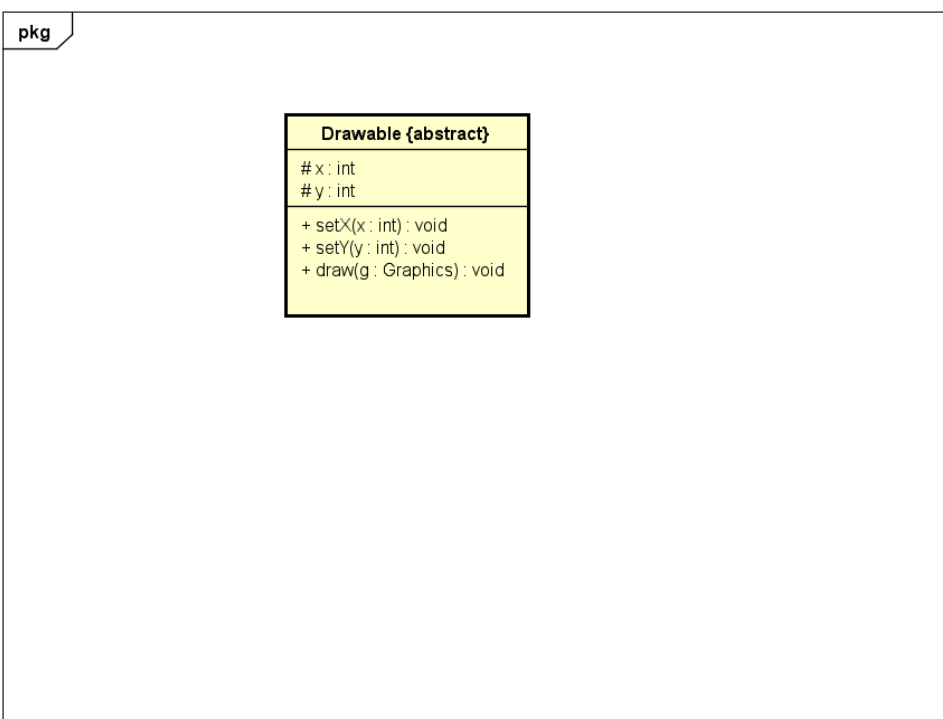 pkg
Drawable {abstract}
# x : int
# y : int
+ setX(x : int) : void
+ setY(y : int) : void
+ draw(g : Graphics) : void